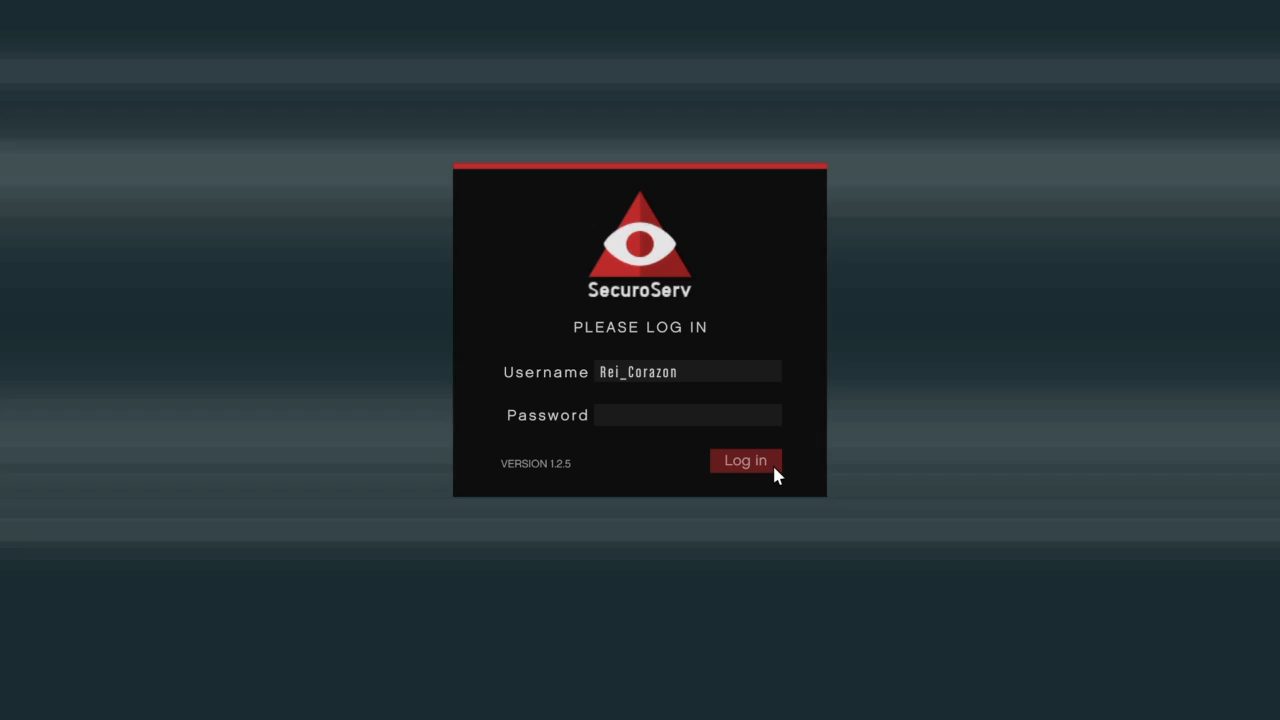 SecuroServ
PLEASE LOG IN
Username Rei_Corazon
Password
VERSION 1.2.5 Log in